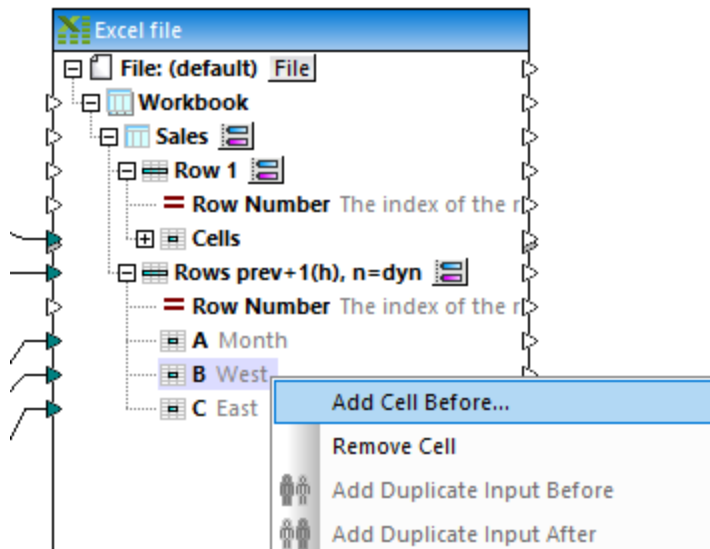 Excel file
File: (default) File
Workbook
Sales
Row 1
Row Number The index of the r
Cells
Rows prev+1(h), n=dyn
Row Number The index of the r
A Month
B West
C East
Add Cell Before...
Remove Cell
Add Duplicate Input Before
Add Duplicate Input After